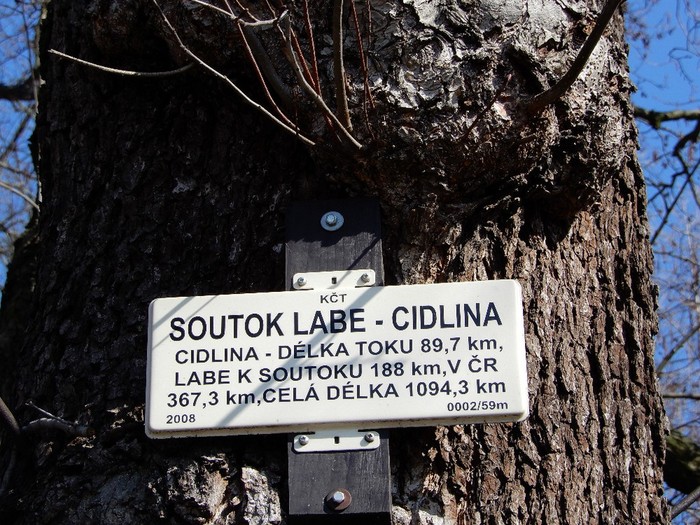 KČT
SOUTOK LABE - CIDLINA
CIDLINA - DÉLKA TOKU 89,7 km,
LABE K SOUTOKU 188 km,V ČR
367,3 km,CELÁ DÉLKA 1094,3 km
2008 0002/59m